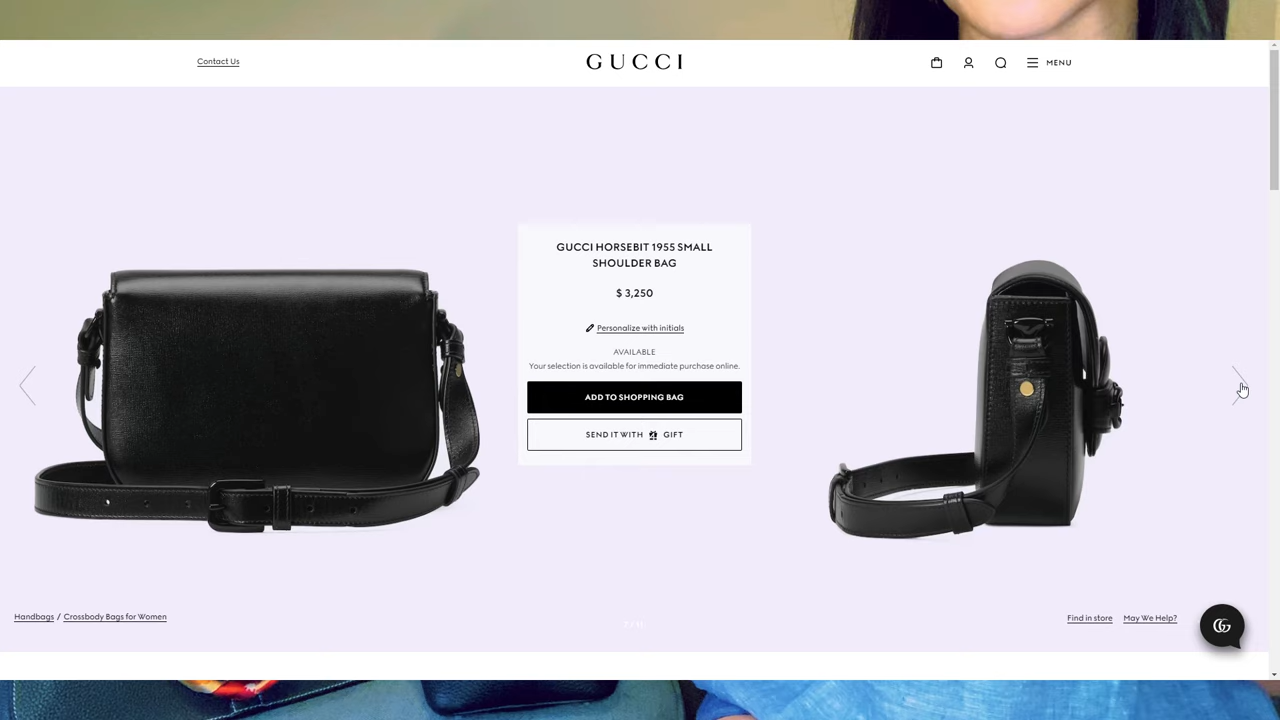 Contact Us
GUCCI
MENU
GUCCI HORSEBIT 1955 SMALL
SHOULDER BAG
$ 3,250
Personalize with initials
AVAILABLE
Your selection is available for immediate purchase online.
ADD TO SHOPPING BAG
SEND IT WITH GIFT
Handbags / Crossbody Bags for Women
Find in store
May We Help?